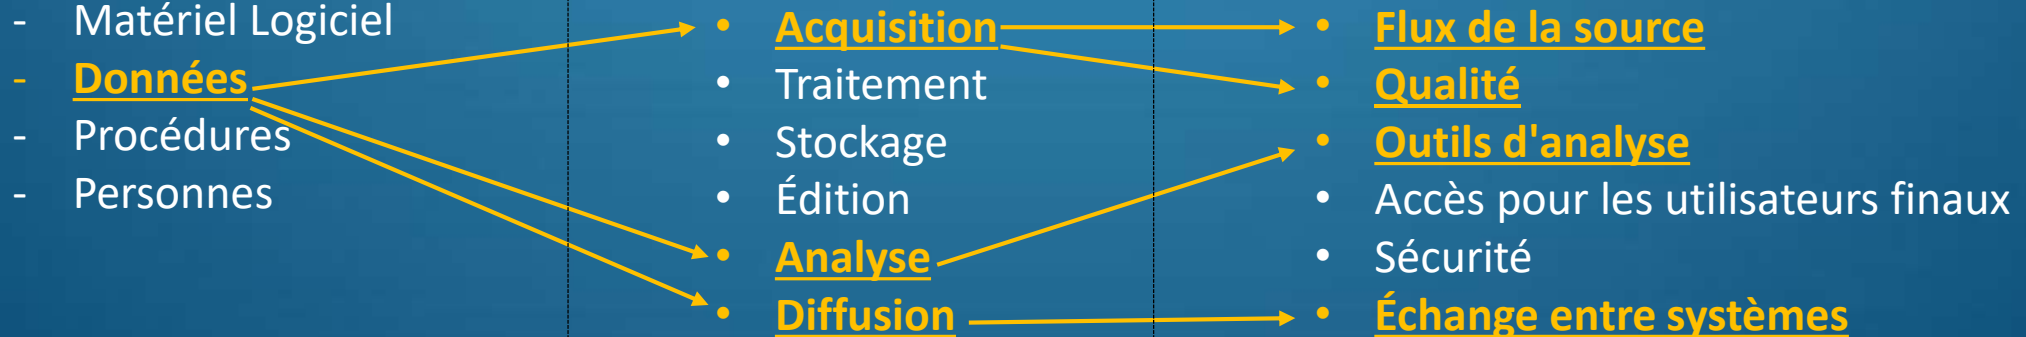 - Matériel Logiciel
- Données
- Procédures
- Personnes
• Acquisition
• Traitement
• Stockage
• Édition
• Analyse
• Diffusion
• Flux de la source
• Qualité
• Outils d'analyse
• Accès pour les utilisateurs finaux
• Sécurité
• Échange entre systèmes